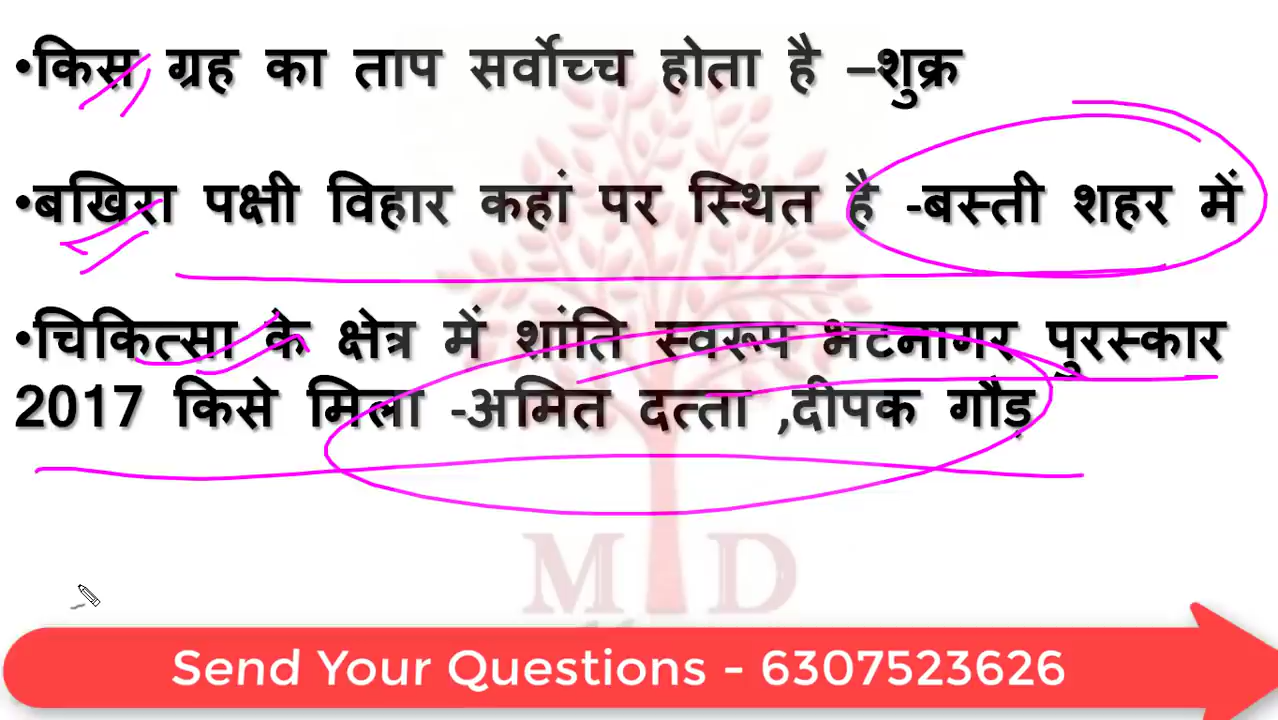 •किस ग्रह का ताप सर्वोच्च होता है –शुक्र
•बखिरा पक्षी विहार कहां पर स्थित है -बस्ती शहर में
•चिकित्सा के क्षेत्र में शांति स्वरूप भटनागर पुरस्कार
2017 किसे मिला -अमित दत्ता ,दीपक गौड़
M D
Send Your Questions - 6307523626